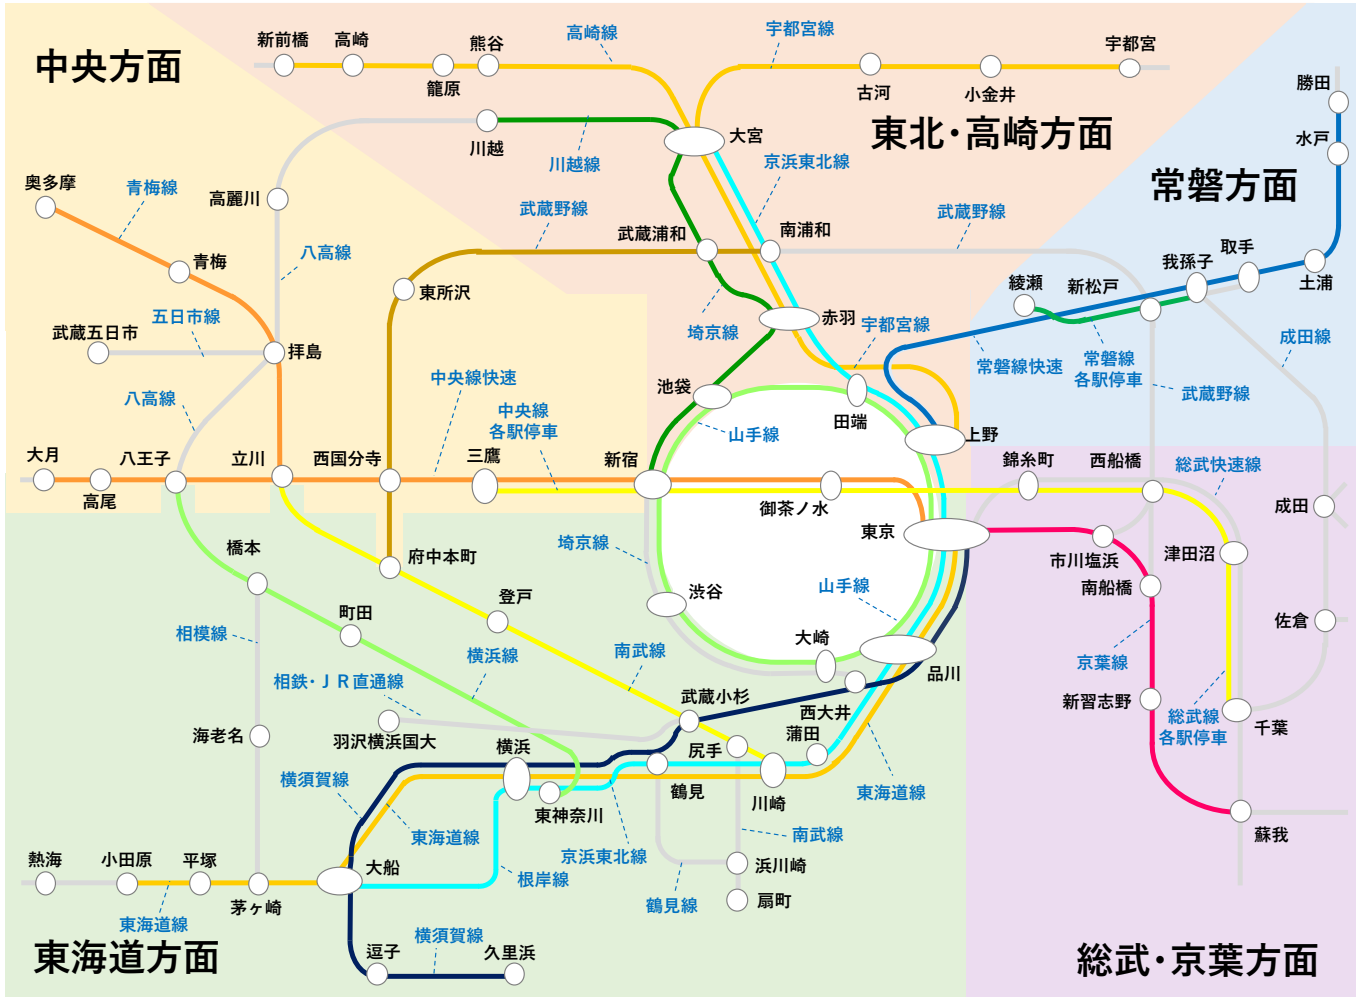 中央方面
新前橋
高崎
籠原
熊谷
高崎線
宇都宮線
古河
小金井
宇都宮
東北・高崎方面
勝田
水戸
常磐方面
川越
川越線
大宮
京浜東北線
奥多摩
青梅線
高麗川
武蔵野線
武蔵浦和
南浦和
武蔵野線
取手
我孫子
土浦
青梅
八高線
東所沢
綾瀬
新松戸
五日市線
武蔵五日市
拝島
埼京線
赤羽
宇都宮線
常磐線快速
常磐線
各駅停車
成田線
武蔵野線
八高線
中央線快速
中央線
各駅停車
池袋
山手線
田端
上野
大月
高尾
八王子
立川
西国分寺
三鷹
新宿
御茶ノ水
錦糸町
西船橋
総武快速線
成田
橋本
府中本町
埼京線
東京
市川塩浜
津田沼
南船橋
町田
登戸
渋谷
山手線
佐倉
相模線
横浜線
南武線
大崎
品川
京葉線
相鉄・ＪＲ直通線
武蔵小杉
西大井
新習志野
総武線
各駅停車
千葉
海老名
羽沢横浜国大
横浜
尻手
蒲田
横須賀線
東海道線
東神奈川
鶴見
川崎
東海道線
蘇我
京浜東北線
南武線
熱海
小田原
平塚
大船
根岸線
浜川崎
鶴見線
扇町
茅ヶ崎
東海道線
東海道方面
逗子
横須賀線
久里浜
総武・京葉方面